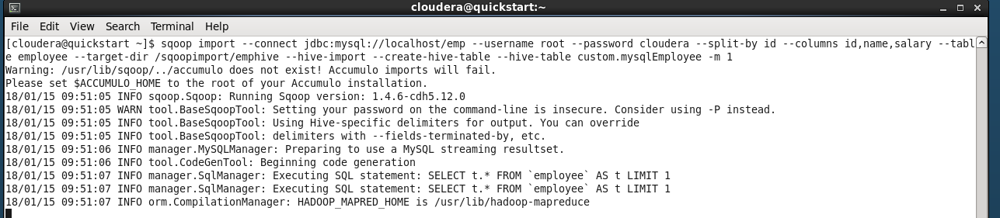 cloudera@quickstart:~
File Edit View Search Terminal Help
[cloudera@quickstart ~]$ sqoop import --connect jdbc:mysql://localhost/emp --username root --password cloudera --split-by id --columns id,name,salary --tabl
e employee --target-dir /sqoopimport/emphive --hive-import --create-hive-table --hive-table custom.mysqlEmployee -m 1
Warning: /usr/lib/sqoop/../accumulo does not exist! Accumulo imports will fail.
Please set $ACCUMULO_HOME to the root of your Accumulo installation.
18/01/15 09:51:05 INFO sqoop.Sqoop: Running Sqoop version: 1.4.6-cdh5.12.0
18/01/15 09:51:05 WARN tool.BaseSqoopTool: Setting your password on the command-line is insecure. Consider using -P instead.
18/01/15 09:51:05 INFO tool.BaseSqoopTool: Using Hive-specific delimiters for output. You can override
18/01/15 09:51:05 INFO tool.BaseSqoopTool: delimiters with --fields-terminated-by, etc.
18/01/15 09:51:06 INFO manager.MySQLManager: Preparing to use a MySQL streaming resultset.
18/01/15 09:51:06 INFO tool.CodeGenTool: Beginning code generation
18/01/15 09:51:07 INFO manager.SqlManager: Executing SQL statement: SELECT t.* FROM `employee` AS t LIMIT 1
18/01/15 09:51:07 INFO manager.SqlManager: Executing SQL statement: SELECT t.* FROM `employee` AS t LIMIT 1
18/01/15 09:51:07 INFO orm.CompilationManager: HADOOP_MAPRED_HOME is /usr/lib/hadoop-mapreduce